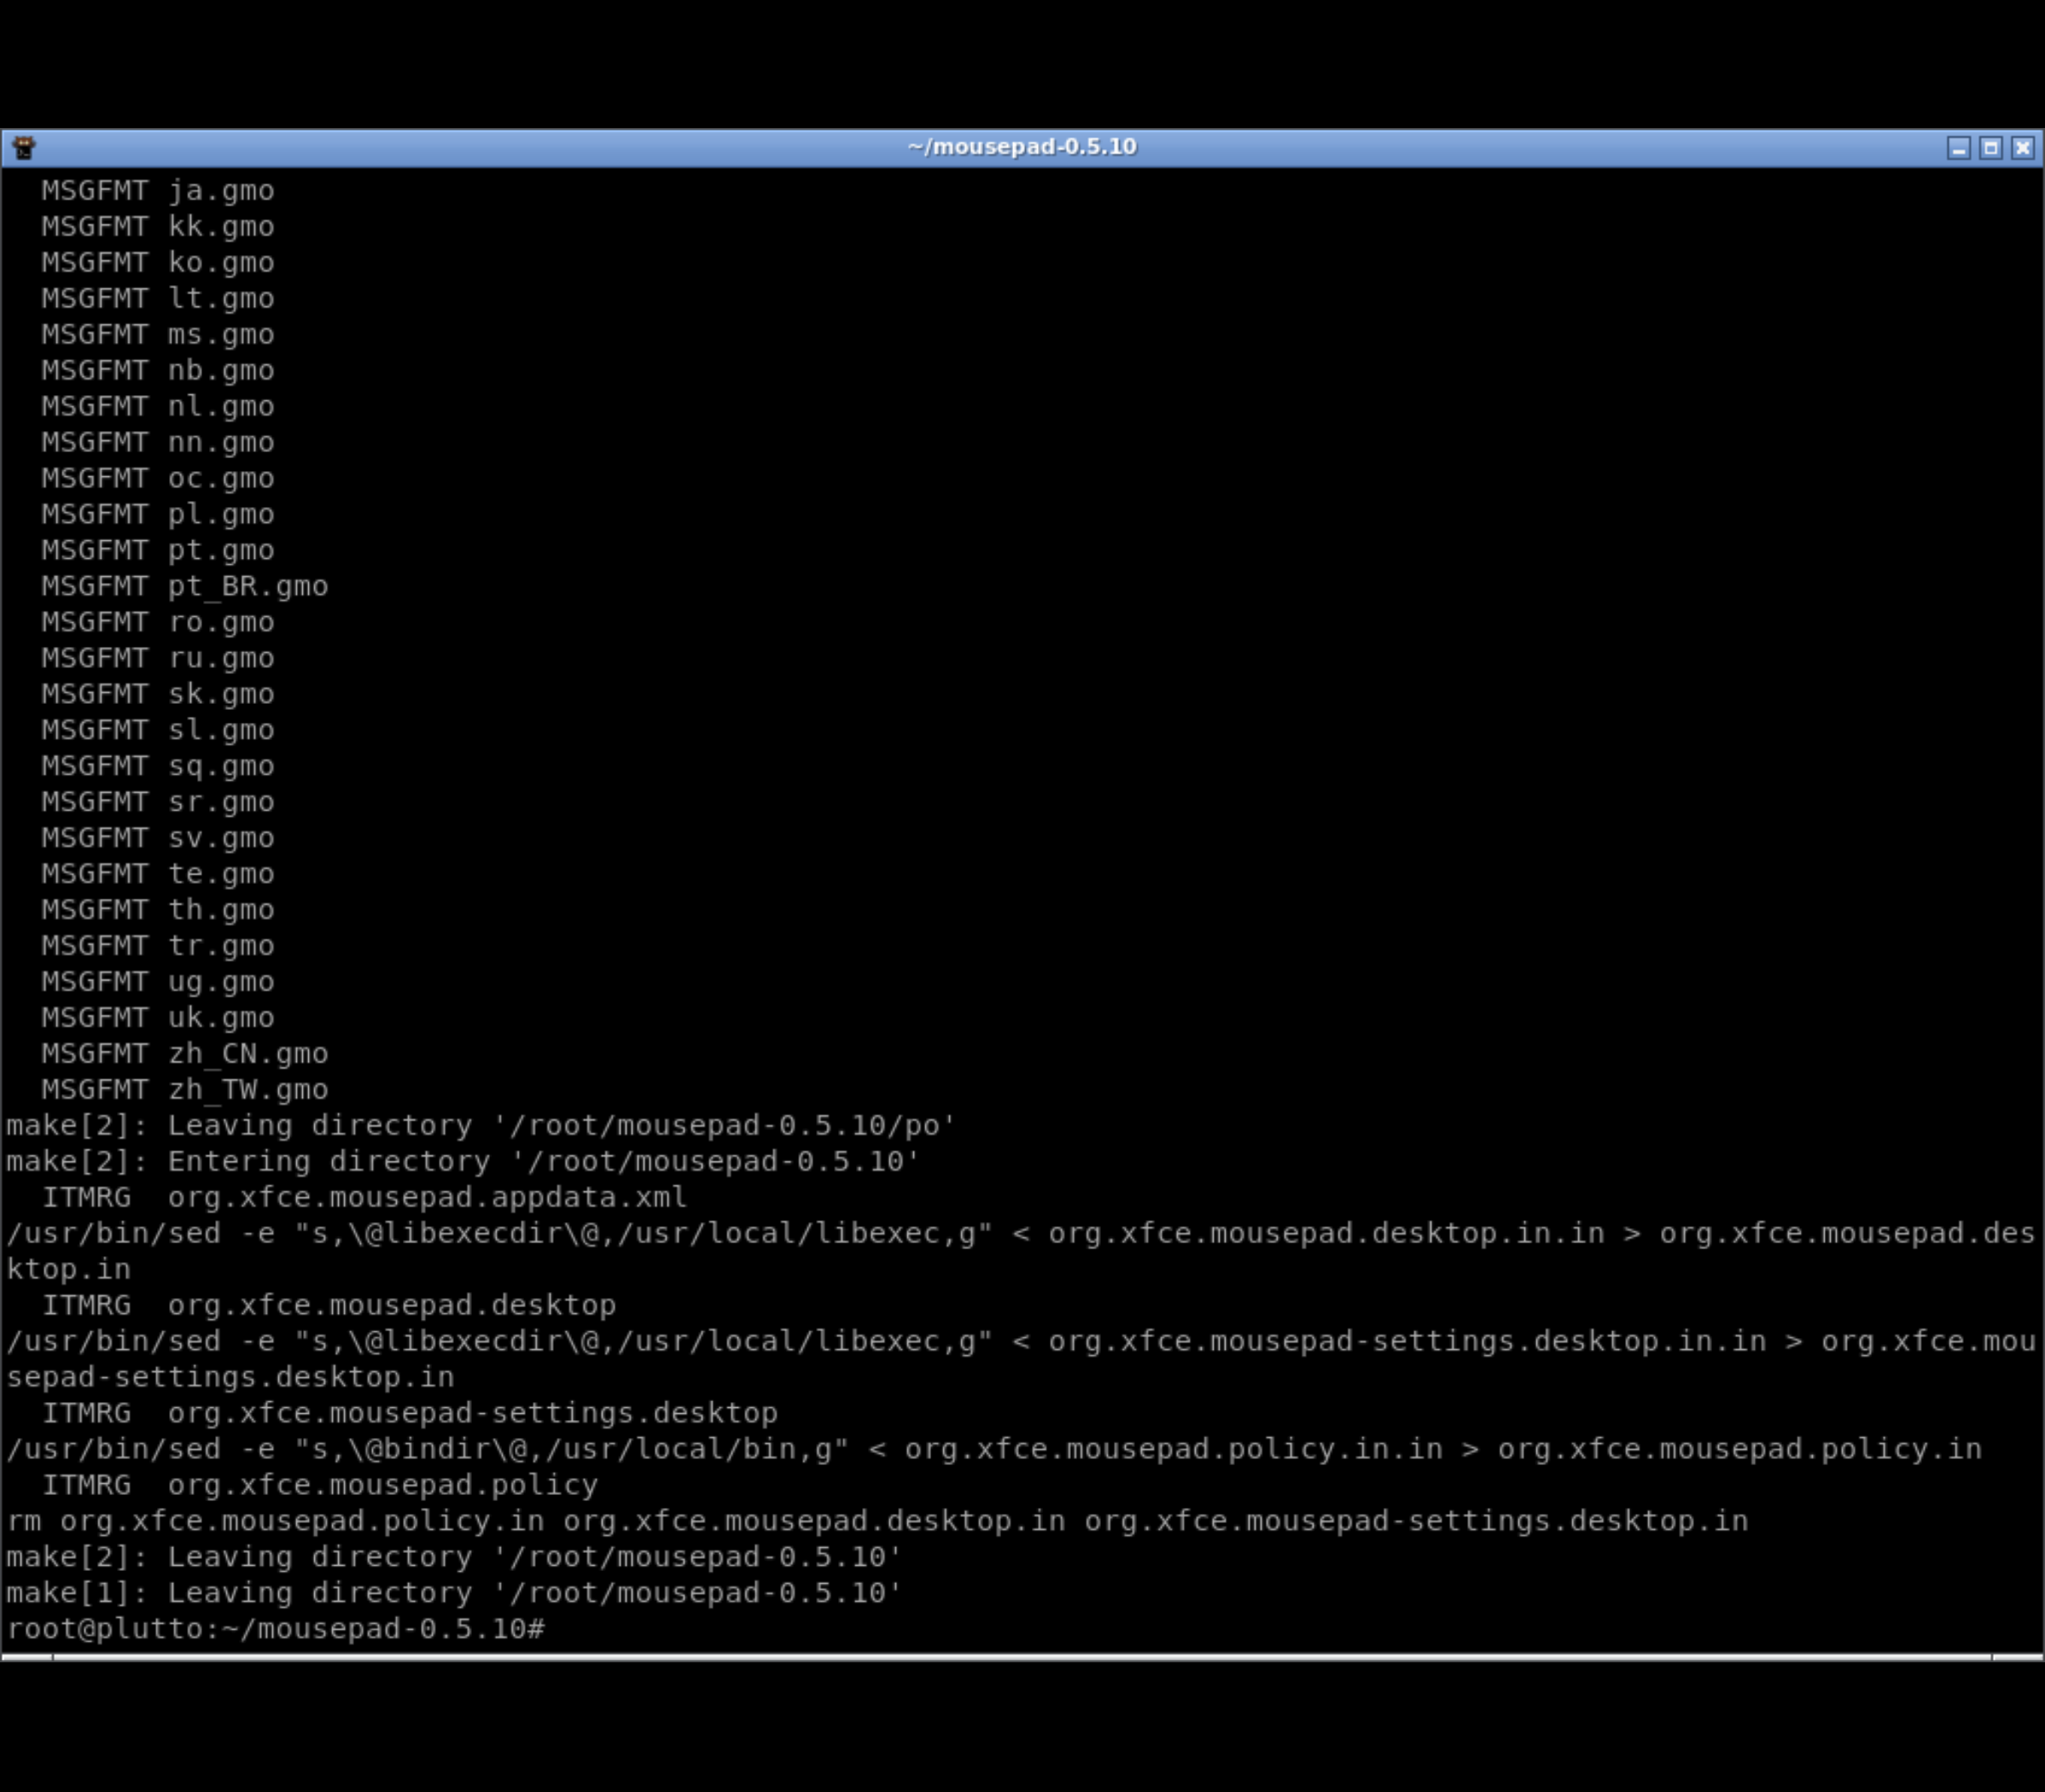 ~/mousepad-0.5.10
MSGFMT ja.gmo
MSGFMT kk.gmo
MSGFMT ko.gmo
MSGFMT lt.gmo
MSGFMT ms.gmo
MSGFMT nb.gmo
MSGFMT nl.gmo
MSGFMT nn.gmo
MSGFMT oc.gmo
MSGFMT pl.gmo
MSGFMT pt.gmo
MSGFMT pt_BR.gmo
MSGFMT ro.gmo
MSGFMT ru.gmo
MSGFMT sk.gmo
MSGFMT sl.gmo
MSGFMT sq.gmo
MSGFMT sr.gmo
MSGFMT sv.gmo
MSGFMT te.gmo
MSGFMT th.gmo
MSGFMT tr.gmo
MSGFMT ug.gmo
MSGFMT uk.gmo
MSGFMT zh_CN.gmo
MSGFMT zh_TW.gmo
make[2]: Leaving directory '/root/mousepad-0.5.10/po'
make[2]: Entering directory '/root/mousepad-0.5.10'
ITMRG  org.xfce.mousepad.appdata.xml
/usr/bin/sed -e "s,\@libexecdir\@,/usr/local/libexec,g" < org.xfce.mousepad.desktop.in.in > org.xfce.mousepad.des
ktop.in
ITMRG  org.xfce.mousepad.desktop
/usr/bin/sed -e "s,\@libexecdir\@,/usr/local/libexec,g" < org.xfce.mousepad-settings.desktop.in.in > org.xfce.mou
sepad-settings.desktop.in
ITMRG  org.xfce.mousepad-settings.desktop
/usr/bin/sed -e "s,\@bindir\@,/usr/local/bin,g" < org.xfce.mousepad.policy.in.in > org.xfce.mousepad.policy.in
ITMRG  org.xfce.mousepad.policy
rm org.xfce.mousepad.policy.in org.xfce.mousepad.desktop.in org.xfce.mousepad-settings.desktop.in
make[2]: Leaving directory '/root/mousepad-0.5.10'
make[1]: Leaving directory '/root/mousepad-0.5.10'
root@plutto:~/mousepad-0.5.10#